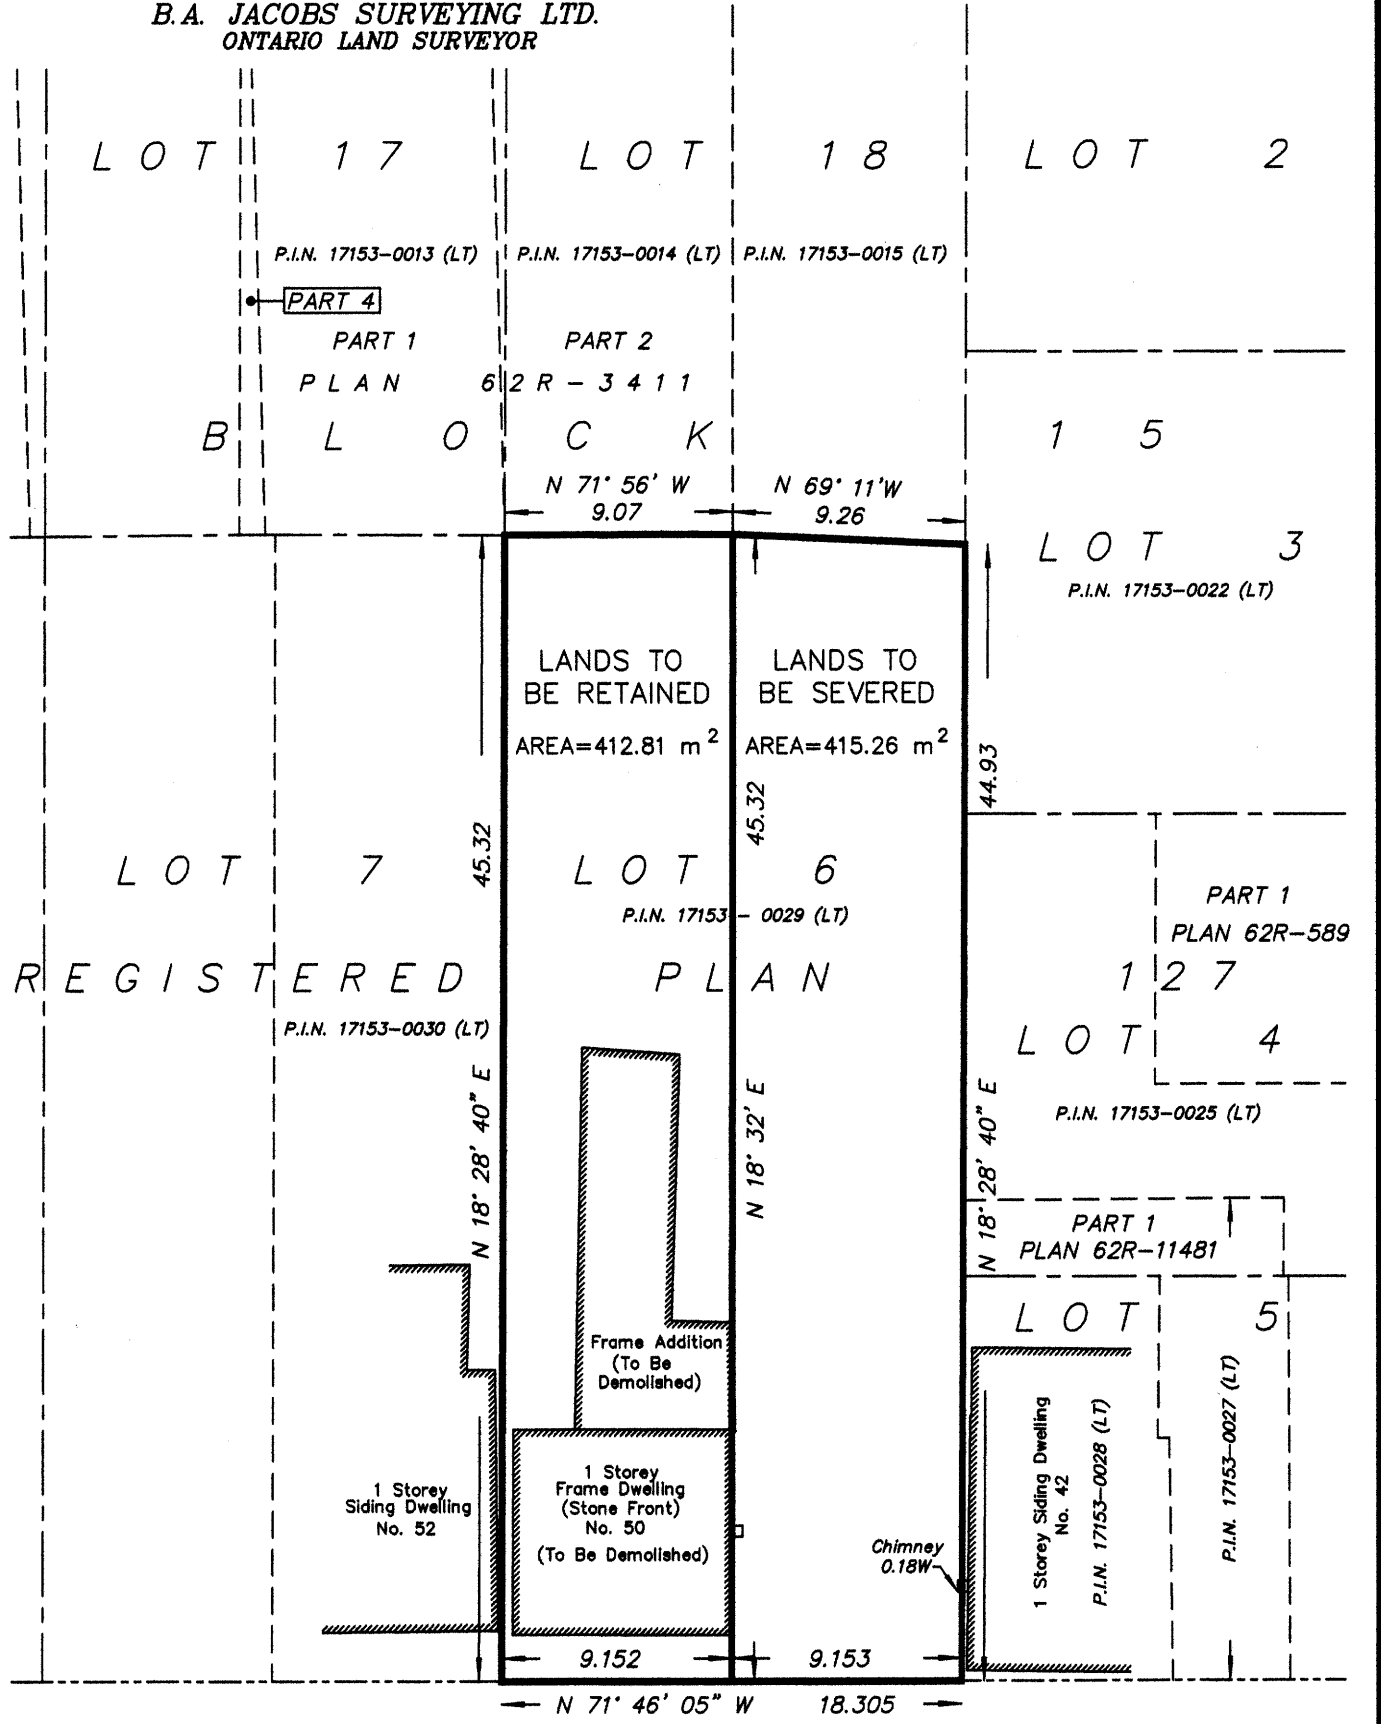 B.A. JACOBS SURVEYING LTD.
ONTARIO LAND SURVEYOR
LOT 17
LOT 18
LOT 2
P.I.N. 17153-0013 (LT)
P.I.N. 17153-0014 (LT)
P.I.N. 17153-0015 (LT)
PART 4
PART 1
PART 2
PLAN 62R-3411
BLOCK 15
N 71° 56' W
9.07
N 69° 11'W
9.26
LOT 3
P.I.N. 17153-0022 (LT)
LANDS TO
BE RETAINED
AREA=412.81 m²
LANDS TO
BE SEVERED
AREA=415.26 m²
45.32
45.32
44.93
LOT 7
LOT 6
P.I.N. 17153-0029 (LT)
PART 1
PLAN 62R-589
REGISTERED PLAN 127
P.I.N. 17153-0030 (LT)
LOT 4
P.I.N. 17153-0025 (LT)
N 18° 28' 40" E
N 18° 32' E
N 18° 28' 40" E
PART 1
PLAN 62R-11481
LOT 5
Frame Addition
(To Be
Demolished)
1 Storey
Siding Dwelling
No. 52
1 Storey
Frame Dwelling
(Stone Front)
No. 50
(To Be Demolished)
Chimney
0.18W
1 Storey Siding Dwelling
No. 42
P.I.N. 17153-0028 (LT)
P.I.N. 17153-0027 (LT)
9.152
9.153
N 71° 46' 05" W 18.305